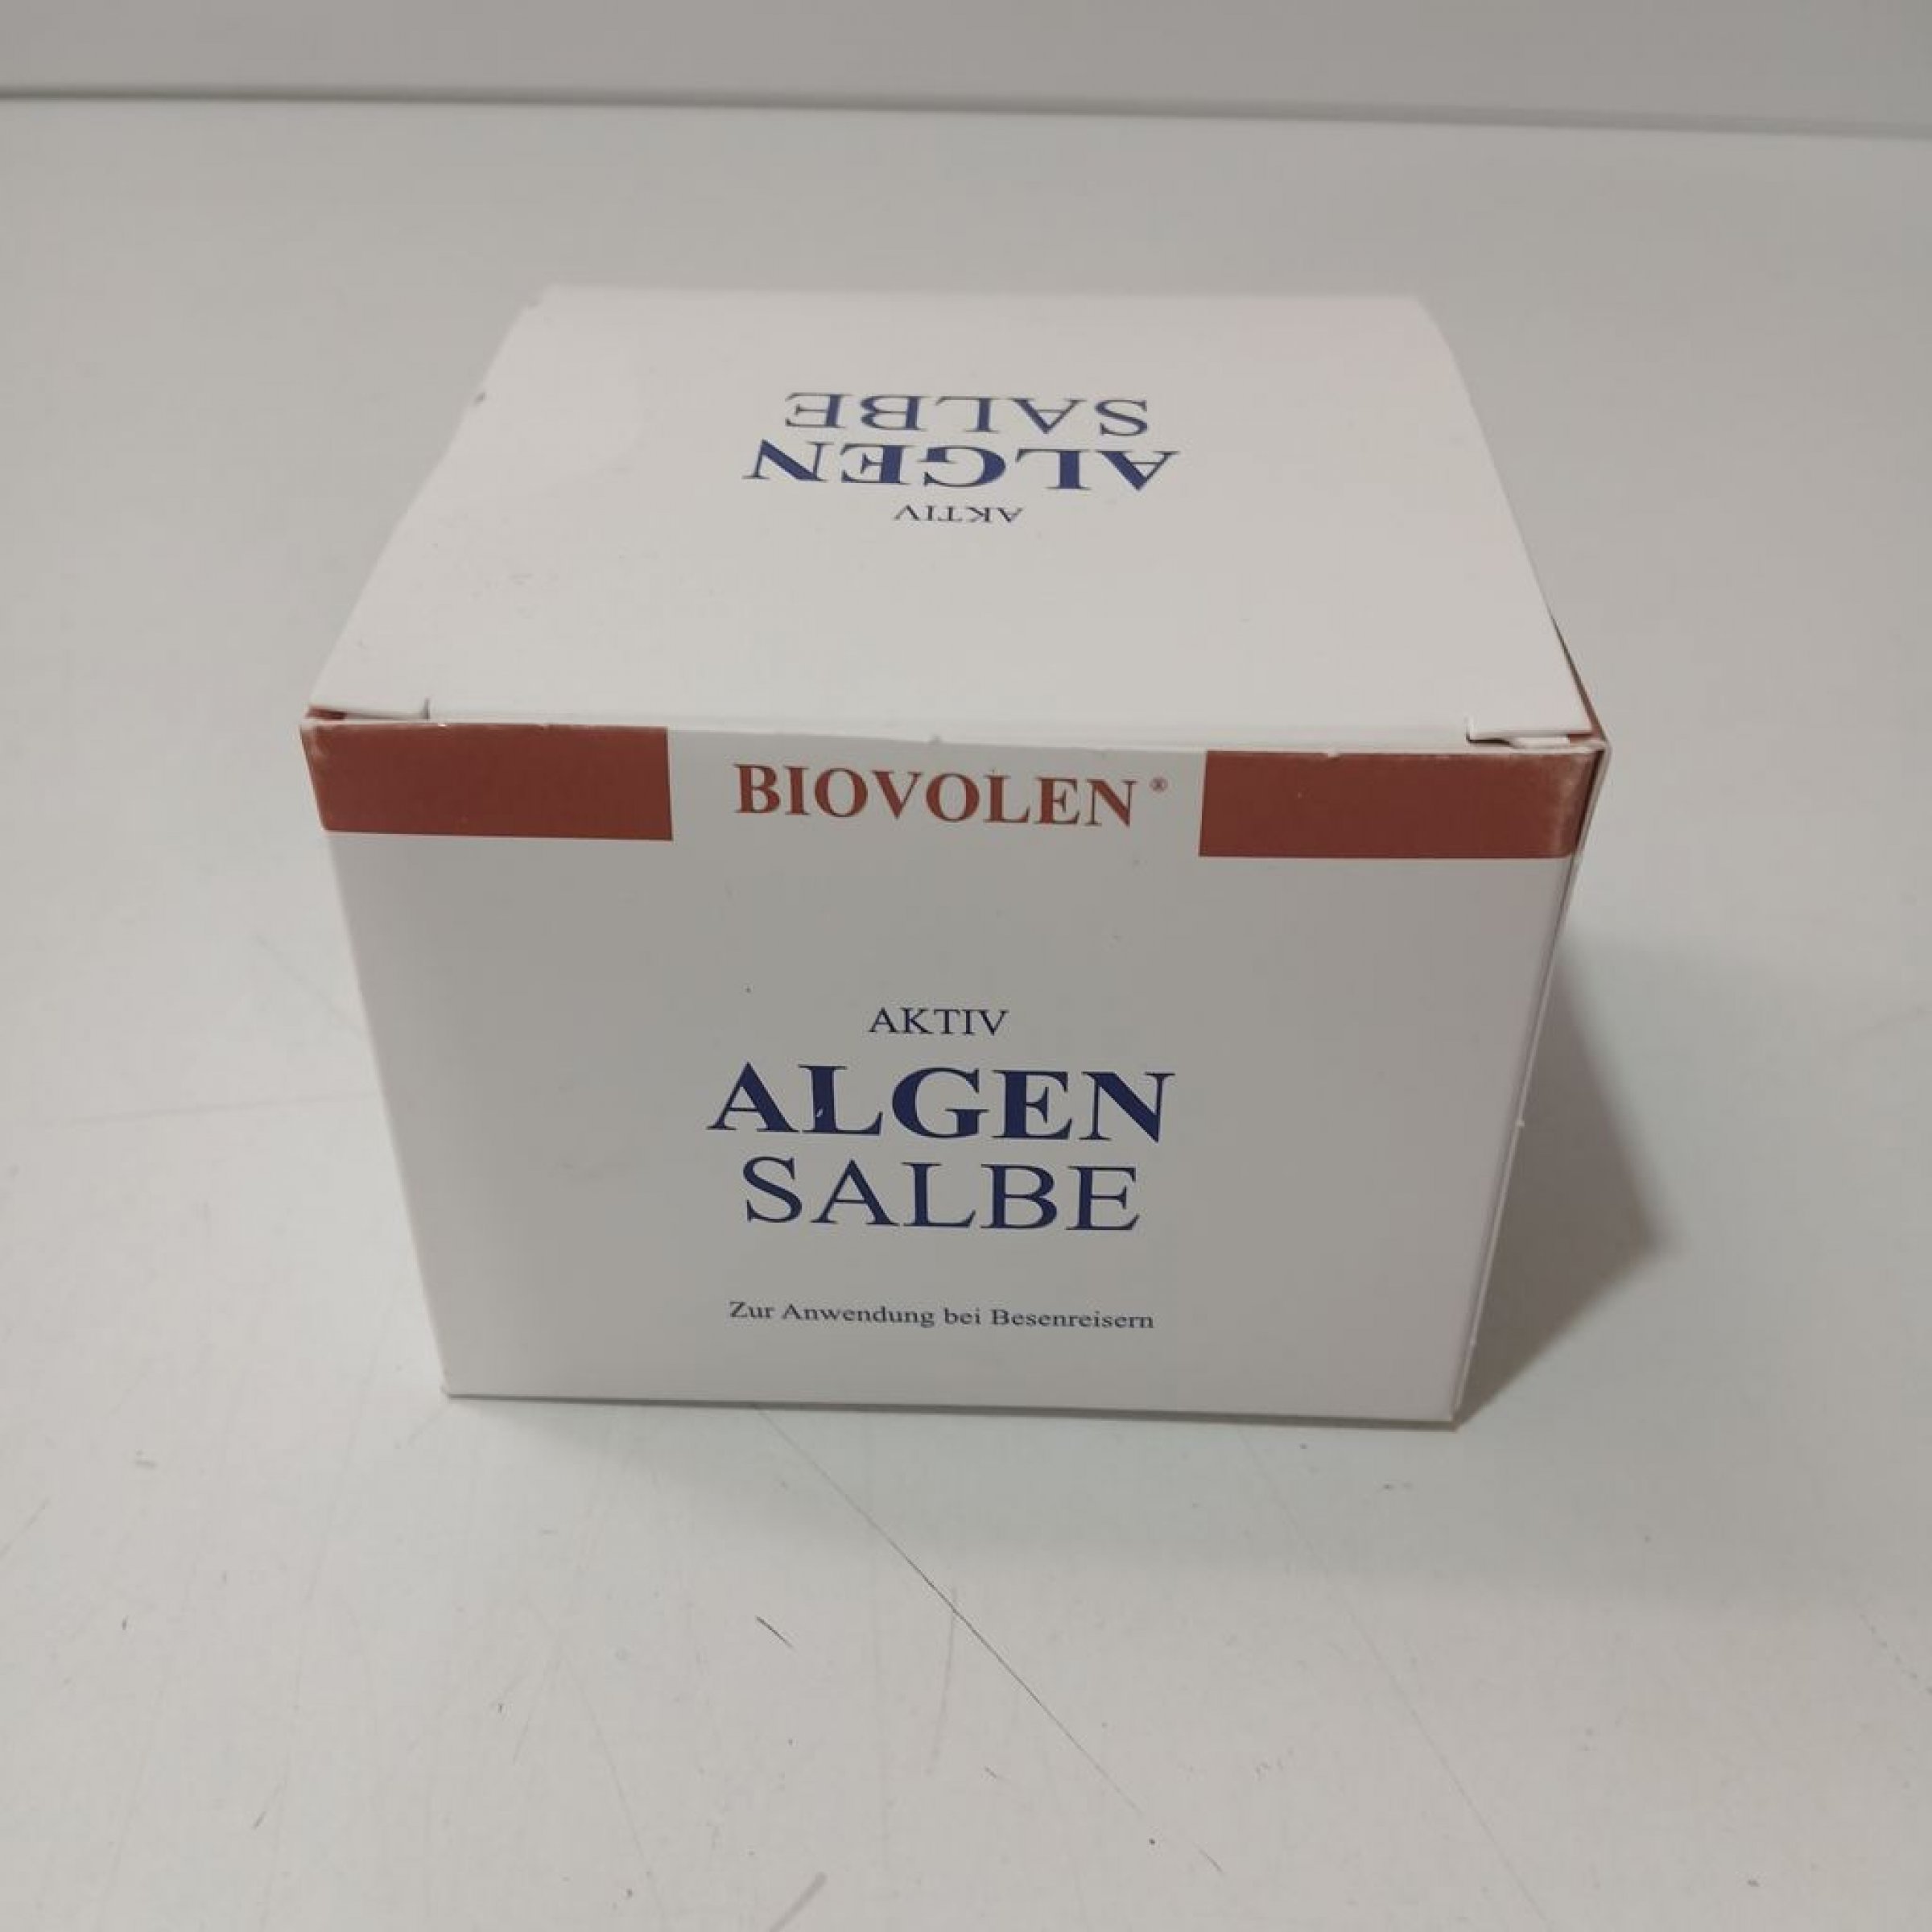 AKTIV
ALGEN
SALBE
BIOVOLEN®
AKTIV
ALGEN
SALBE
Zur Anwendung bei Besenreisern